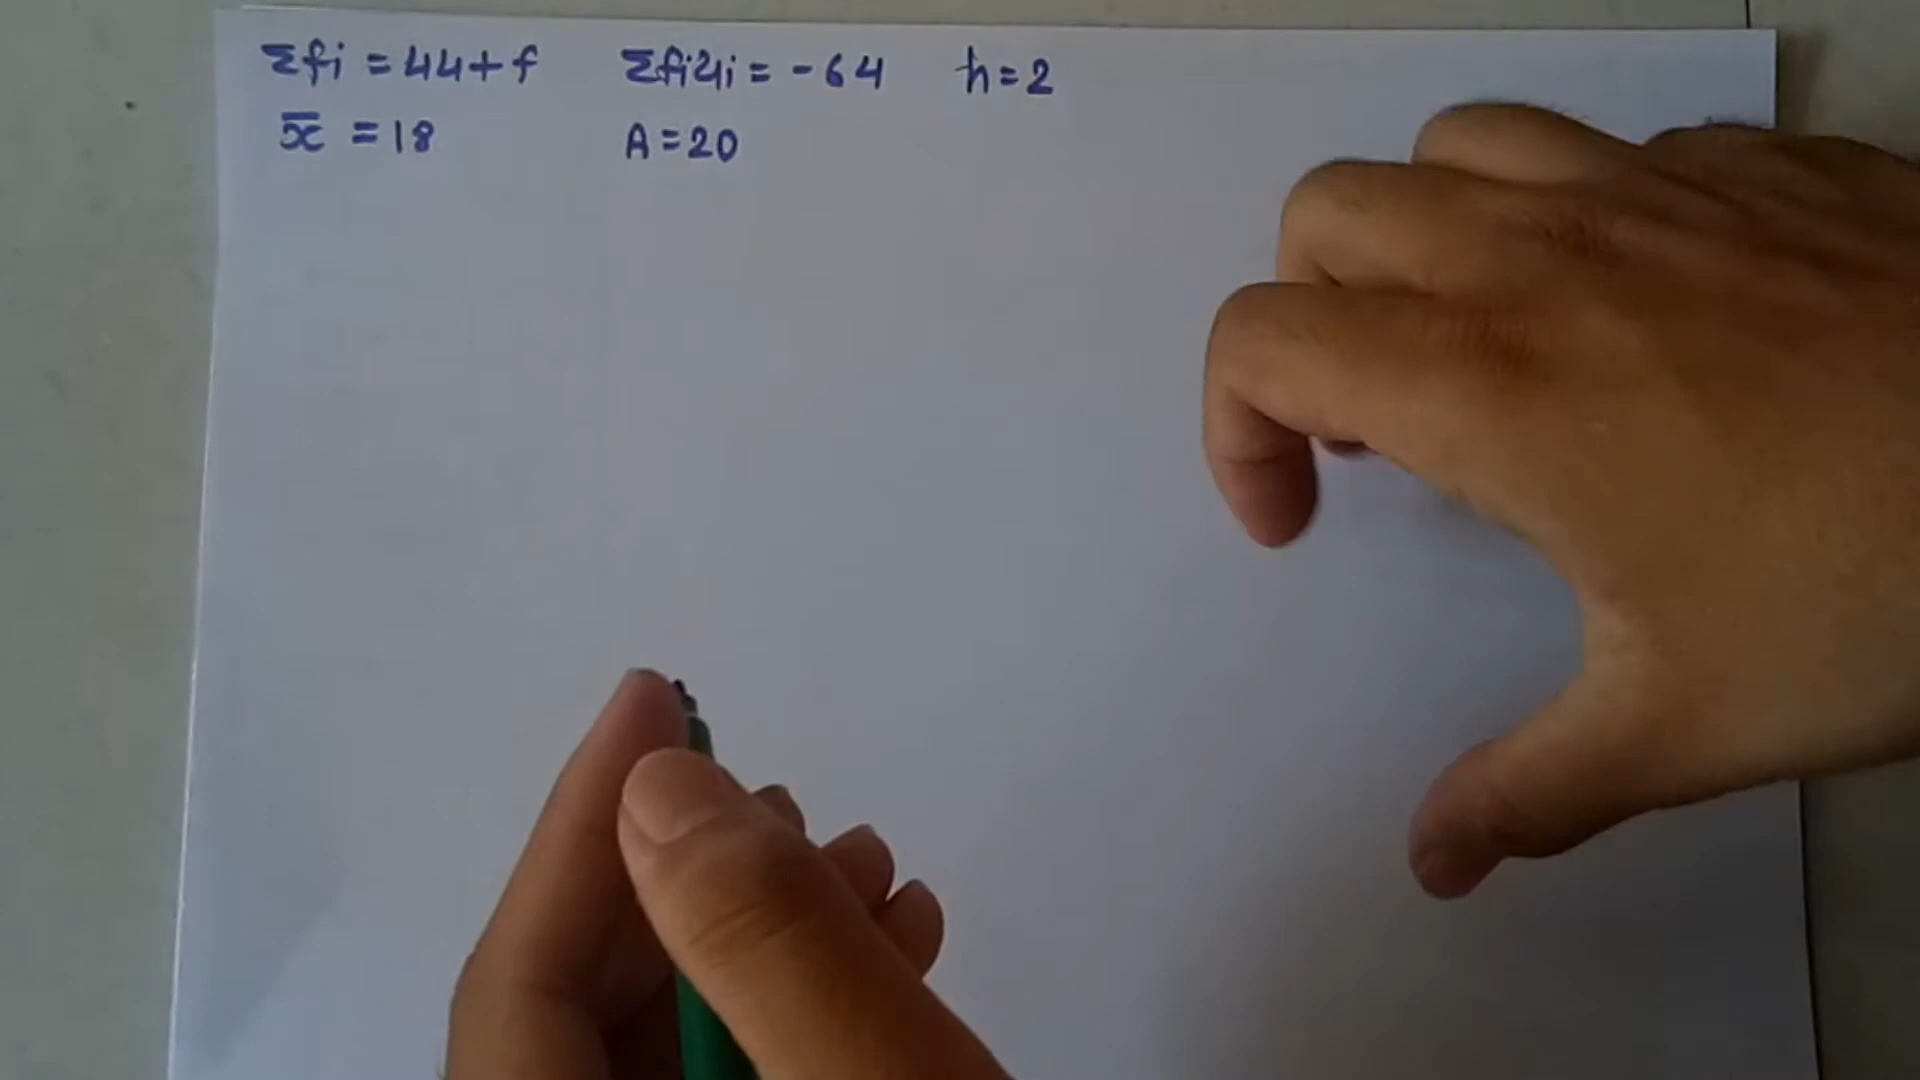 Σfi = 44+f Σfiui = -64 h=2
x̄ = 18 A=20